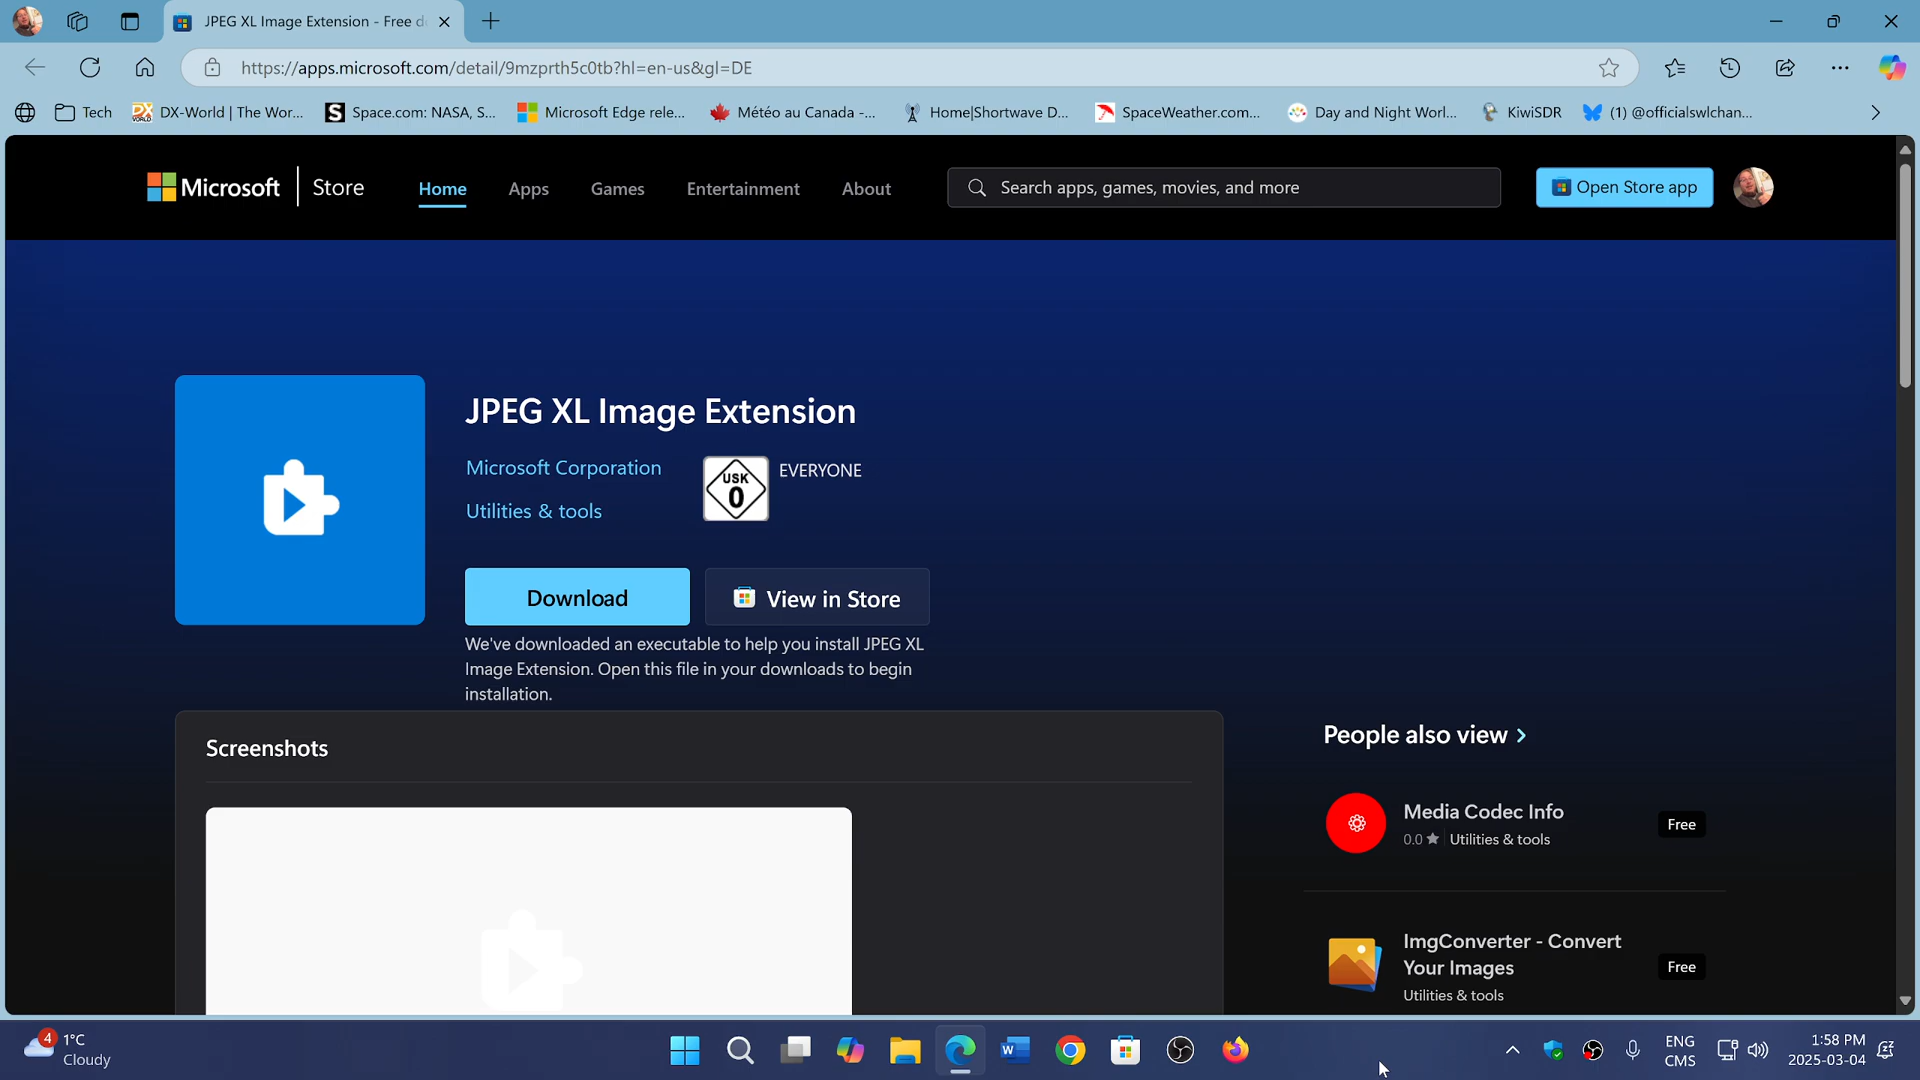 JPEG XL Image Extension - Free d
https://apps.microsoft.com/detail/9mzprth5c0tb?hl=en-us&gl=DE
Tech
DX-World | The Wor...
Space.com: NASA, S...
Microsoft Edge rele...
Météo au Canada -...
Home|Shortwave D...
SpaceWeather.com...
Day and Night Worl...
KiwiSDR
(1) @officialswlchan...
Microsoft
Store
Home
Apps
Games
Entertainment
About
Search apps, games, movies, and more
Open Store app
JPEG XL Image Extension
Microsoft Corporation
USK
0
EVERYONE
Utilities & tools
Download
View in Store
We've downloaded an executable to help you install JPEG XL
Image Extension. Open this file in your downloads to begin
installation.
Screenshots
People also view
Media Codec Info
0.0 ★ Utilities & tools
Free
ImgConverter - Convert
Your Images
Utilities & tools
Free
4
1°C
Cloudy
ENG
CMS
1:58 PM
2025-03-04